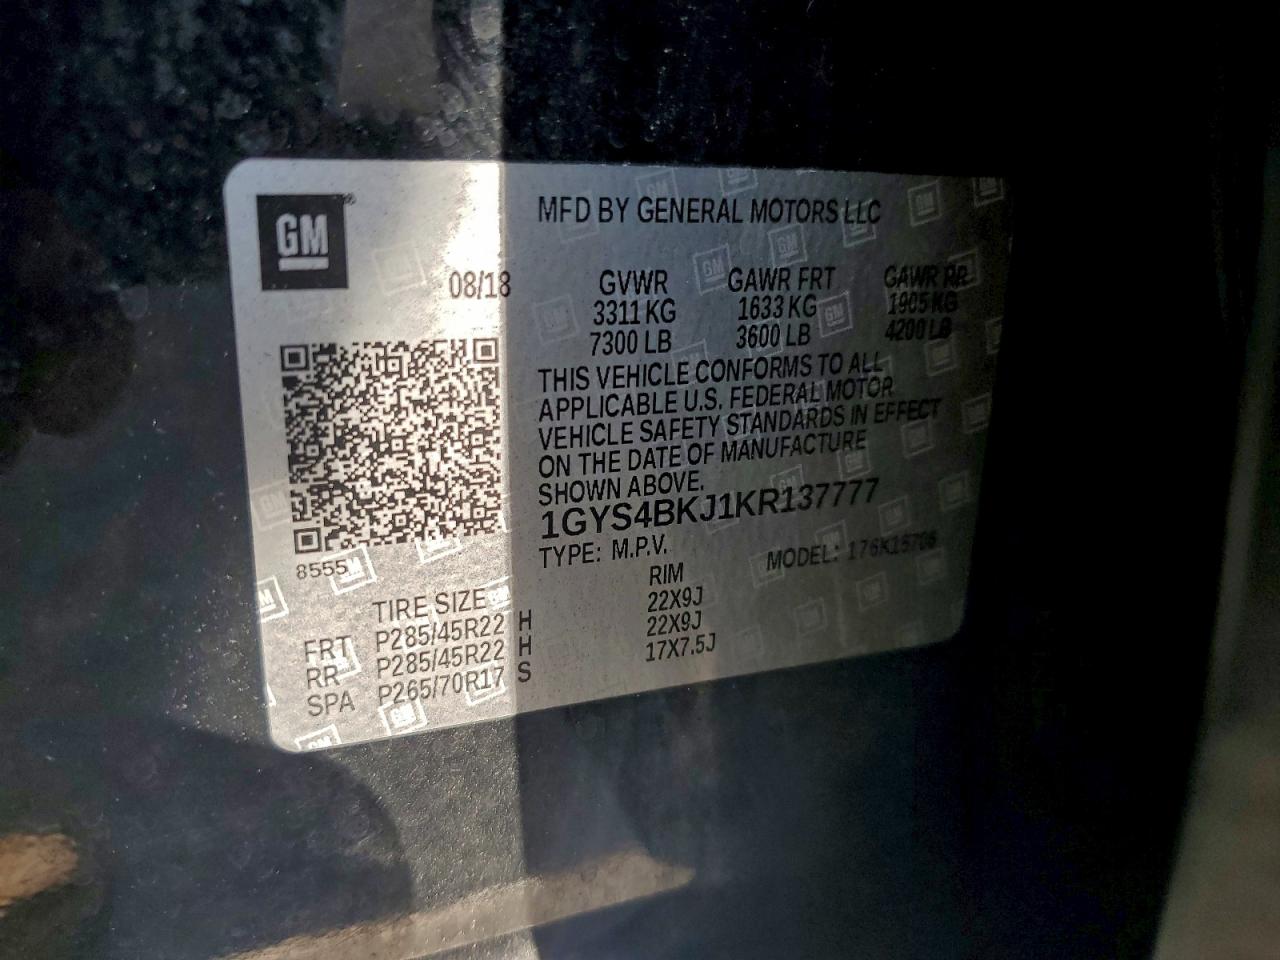 GM
MFD BY GENERAL MOTORS LLC
08/18 GVWR GAWR FRT GAWR RR
3311 KG 1633 KG 1905 KG
7300 LB 3600 LB 4200 LB
THIS VEHICLE CONFORMS TO ALL
APPLICABLE U.S. FEDERAL MOTOR
VEHICLE SAFETY STANDARDS IN EFFECT
ON THE DATE OF MANUFACTURE
SHOWN ABOVE.
1GYS4BKJ1KR137777
8555
TYPE: M.P.V. MODEL: 176K15706
TIRE SIZE RIM
FRT P285/45R22 H 22X9J
RR P285/45R22 H 22X9J
SPA P265/70R17 S 17X7.5J